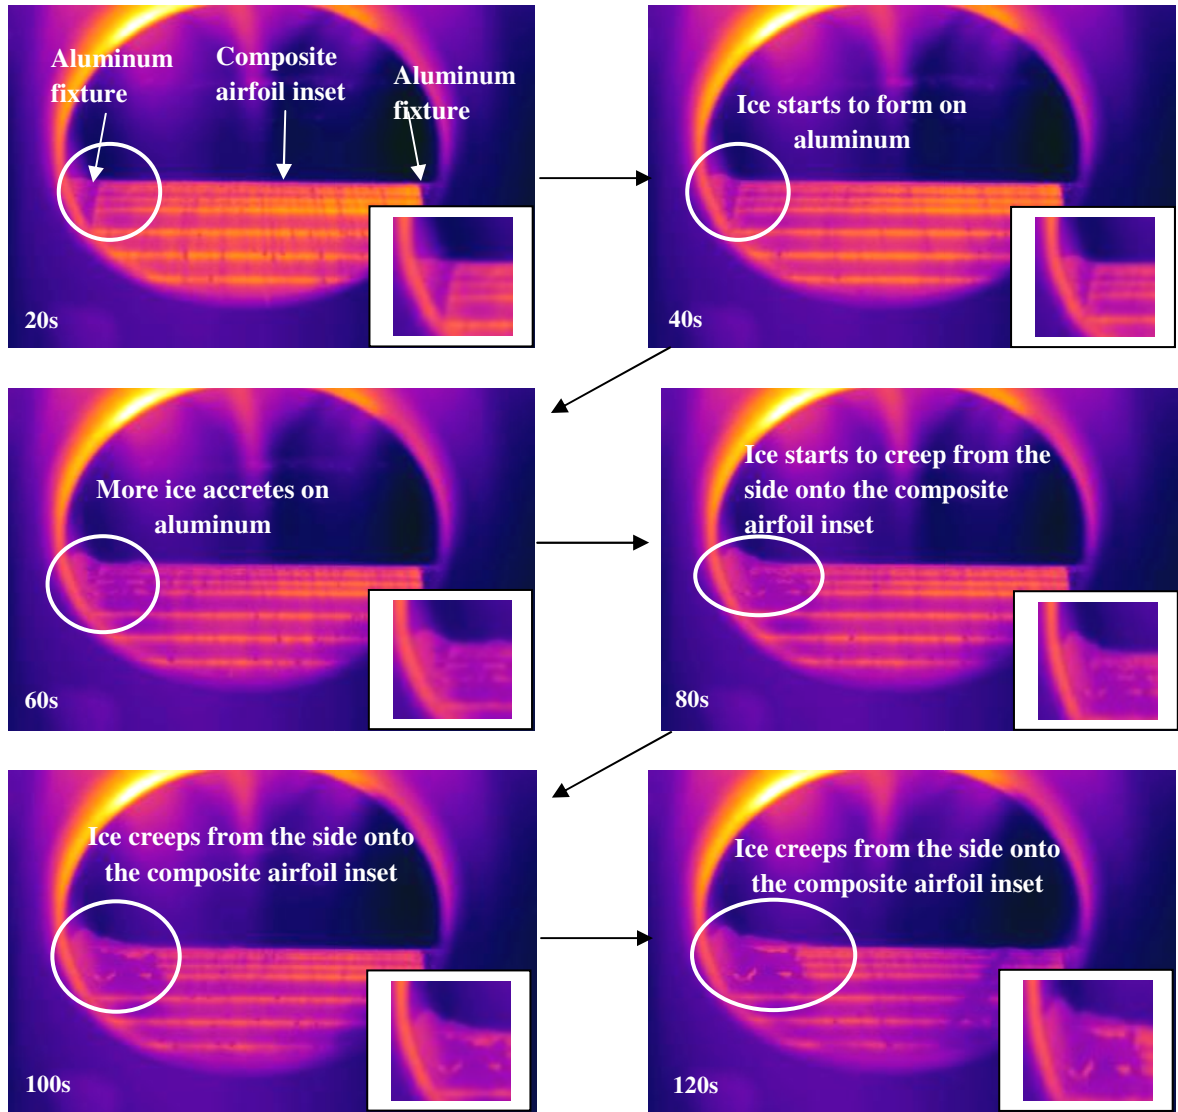 Aluminum
fixture
Composite
airfoil inset
Aluminum
fixture
20s
Ice starts to form on
aluminum
40s
More ice accretes on
aluminum
60s
Ice starts to creep from the
side onto the composite
airfoil inset
80s
Ice creeps from the side onto
the composite airfoil inset
100s
Ice creeps from the side onto
the composite airfoil inset
120s